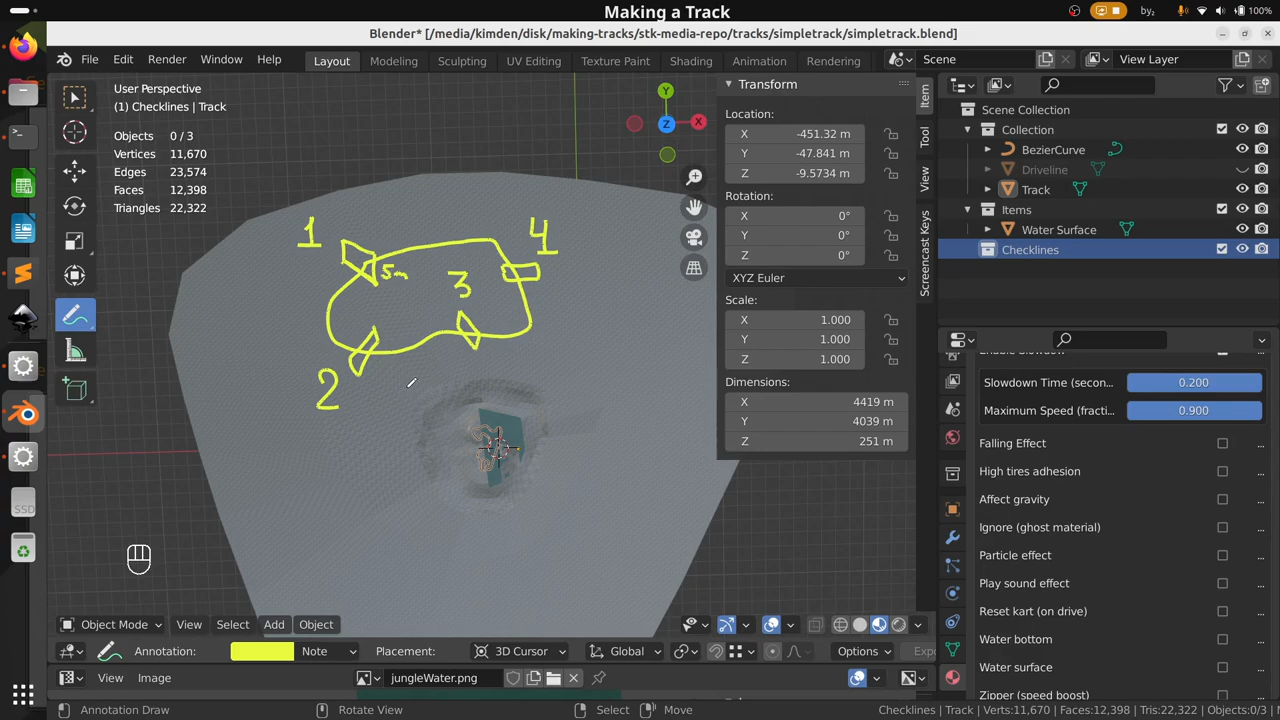 Making a Track
by₂
100%
Blender* [/media/kimden/disk/making-tracks/stk-media-repo/tracks/simpletrack/simpletrack.blend]
File Edit Render Window Help Layout Modeling Sculpting UV Editing Texture Paint Shading Animation Rendering Scene View Layer
User Perspective
(1) Checklines | Track
Objects 0 / 3
Vertices 11,670
Edges 23,574
Faces 12,398
Triangles 22,322
Y
X
Z
1
4
5m
3
2
Transform
Location:
X -451.32 m
Y -47.841 m
Z -9.5734 m
Rotation:
X 0°
Y 0°
Z 0°
XYZ Euler
Scale:
X 1.000
Y 1.000
Z 1.000
Dimensions:
X 4419 m
Y 4039 m
Z 251 m
Item
Tool
View
Screencast Keys
Scene Collection
Collection
BezierCurve
Driveline
Track
Items
Water Surface
Checklines
Slowdown Time (secon... 0.200
Maximum Speed (fracti... 0.900
Falling Effect
High tires adhesion
Affect gravity
Ignore (ghost material)
Particle effect
Play sound effect
Reset kart (on drive)
Water bottom
Water surface
Zipper (speed boost)
SSD
Object Mode View Select Add Object
Annotation: Note Placement: 3D Cursor Global Options Exp
View Image jungleWater.png
Annotation Draw Rotate View Select Move Checklines | Track | Verts:11,670 | Faces:12,398 | Tris:22,322 | Objects:0/3